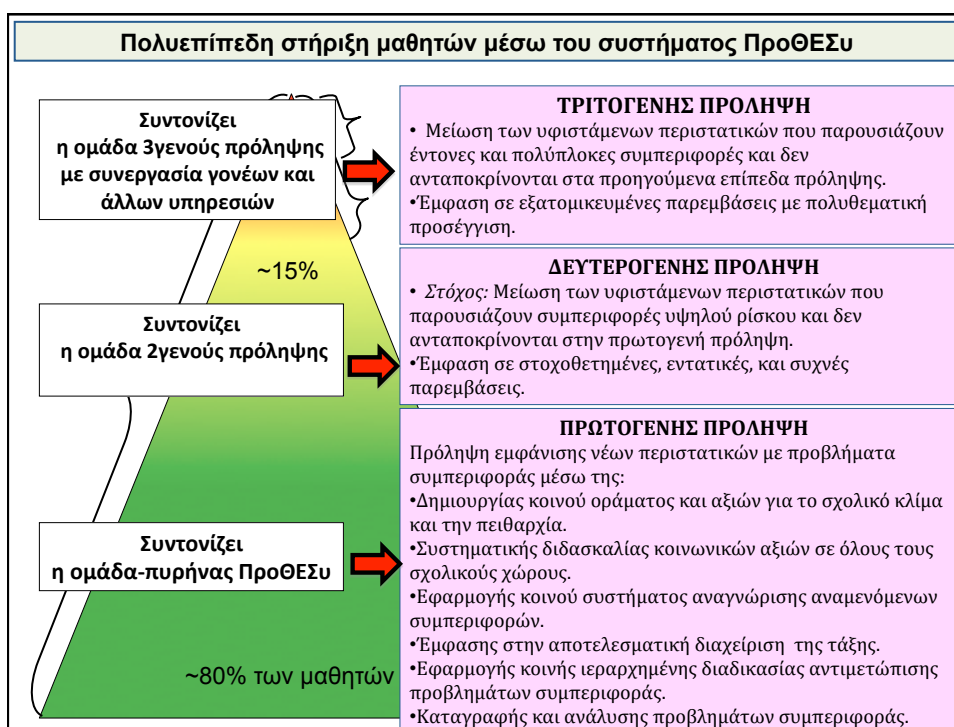 Πολυεπίπεδη στήριξη μαθητών μέσω του συστήματος ΠροΘΕΣυ
Συντονίζει
η ομάδα 3γενούς πρόληψης
με συνεργασία γονέων και
άλλων υπηρεσιών
ΤΡΙΤΟΓΕΝΗΣ ΠΡΟΛΗΨΗ
• Μείωση των υφιστάμενων περιστατικών που παρουσιάζουν
έντονες και πολύπλοκες συμπεριφορές και δεν
ανταποκρίνονται στα προηγούμενα επίπεδα πρόληψης.
•Έμφαση σε εξατομικευμένες παρεμβάσεις με πολυθεματική
προσέγγιση.
~15%
Συντονίζει
η ομάδα 2γενούς πρόληψης
ΔΕΥΤΕΡΟΓΕΝΗΣ ΠΡΟΛΗΨΗ
• Στόχος: Μείωση των υφιστάμενων περιστατικών που
παρουσιάζουν συμπεριφορές υψηλού ρίσκου και δεν
ανταποκρίνονται στην πρωτογενή πρόληψη.
•Έμφαση σε στοχοθετημένες, εντατικές, και συχνές
παρεμβάσεις.
Συντονίζει
η ομάδα-πυρήνας ΠροΘΕΣυ
ΠΡΩΤΟΓΕΝΗΣ ΠΡΟΛΗΨΗ
Πρόληψη εμφάνισης νέων περιστατικών με προβλήματα
συμπεριφοράς μέσω της:
•Δημιουργίας κοινού οράματος και αξιών για το σχολικό κλίμα
και την πειθαρχία.
•Συστηματικής διδασκαλίας κοινωνικών αξιών σε όλους τους
σχολικούς χώρους.
•Εφαρμογής κοινού συστήματος αναγνώρισης αναμενόμενων
συμπεριφορών.
•Έμφασης στην αποτελεσματική διαχείριση της τάξης.
•Εφαρμογής κοινής ιεραρχημένης διαδικασίας αντιμετώπισης
προβλημάτων συμπεριφοράς.
•Καταγραφής και ανάλυσης προβλημάτων συμπεριφοράς.
~80% των μαθητών